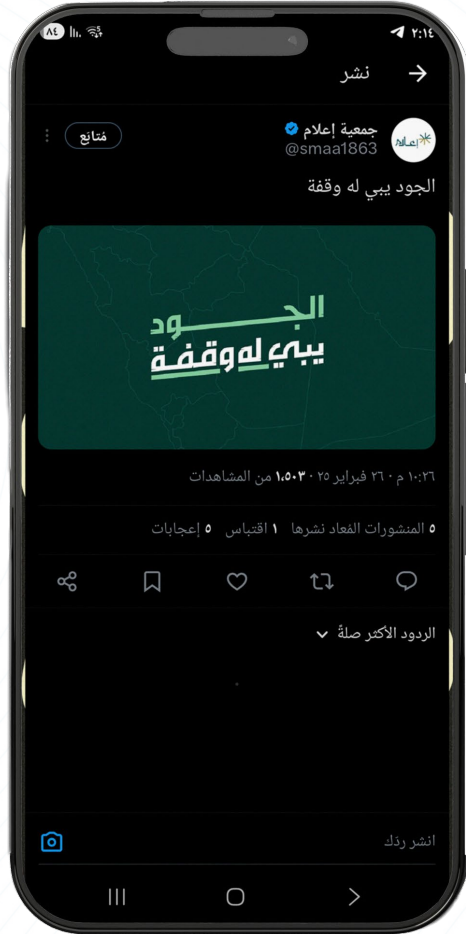 ٢:١٤
٨٤
نشر
جمعية إعلام
@smaa1863
مُتابَع
إعلام
الجود يبي له وقفة
الجود
يبي له وقفة
١٠:٢٦ م · ٢٦ فبراير ٢٥ · ١،٥٠٣ من المشاهدات
٥ المنشورات المُعاد نشرها ١ اقتباس ٥ إعجابات
الردود الأكثر صلةً
انشر ردَك